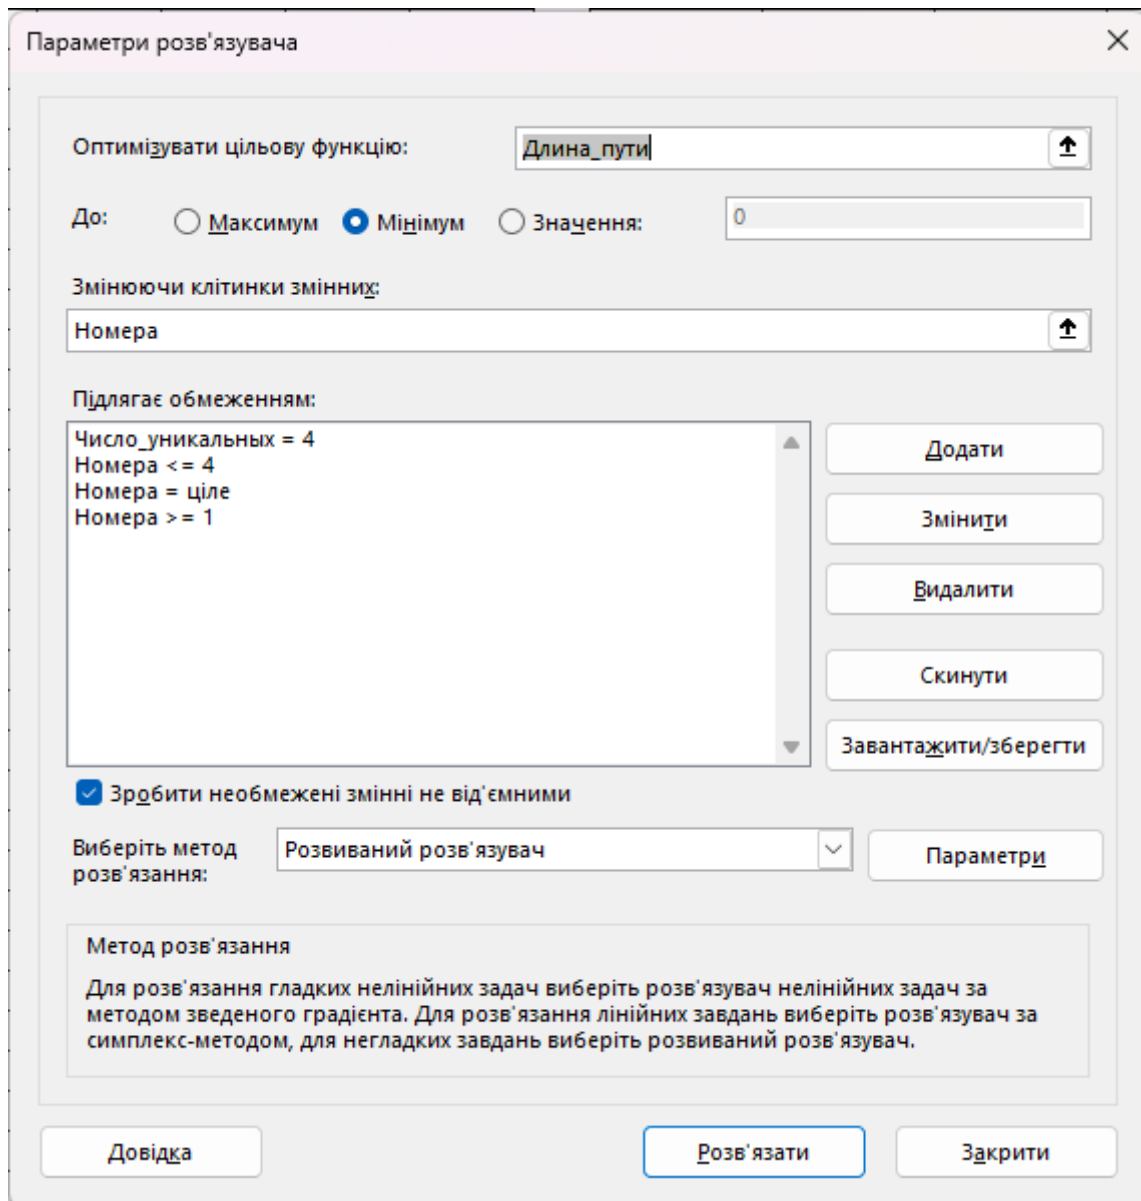 Параметри розв'язувача
Оптимізувати цільову функцію: Длина_пути
До: Максимум Мінімум Значення: 0
Змінюючи клітинки змінних:
Номера
Підлягає обмеженням:
Число_уникальных = 4
Номера <= 4
Номера = ціле
Номера >= 1
Додати
Змінити
Видалити
Скинути
Завантажити/зберегти
Зробити необмежені змінні не від'ємними
Виберіть метод
розв'язання:
Розвиваний розв'язувач
Параметри
Метод розв'язання
Для розв'язання гладких нелінійних задач виберіть розв'язувач нелінійних задач за
методом зведеного градієнта. Для розв'язання лінійних завдань виберіть розв'язувач за
симплекс-методом, для негладких завдань виберіть розвиваний розв'язувач.
Довідка
Розв'язати
Закрити